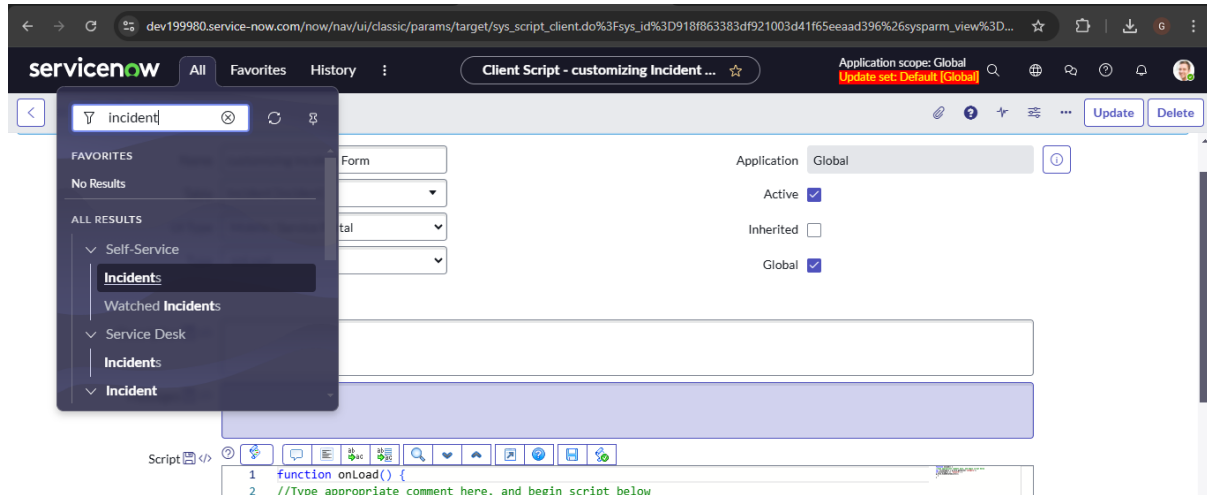 dev199980.service-now.com/now/nav/ui/classic/params/target/sys_script_client.do%3Fsys_id%3D918f863383df921003d41f65eeaad396%26sysparm_view%3D...
G
servicenow
All
Favorites
History
Client Script - customizing Incident ...
Application scope: Global
Update set: Default [Global]
incident
Update
Delete
FAVORITES
No Results
ALL RESULTS
Self-Service
Incidents
Watched Incidents
Service Desk
Incidents
Incident
Form
tal
Application
Global
Active
Inherited
Global
Script
1 function onLoad() {
2 //Type appropriate comment here, and begin script below